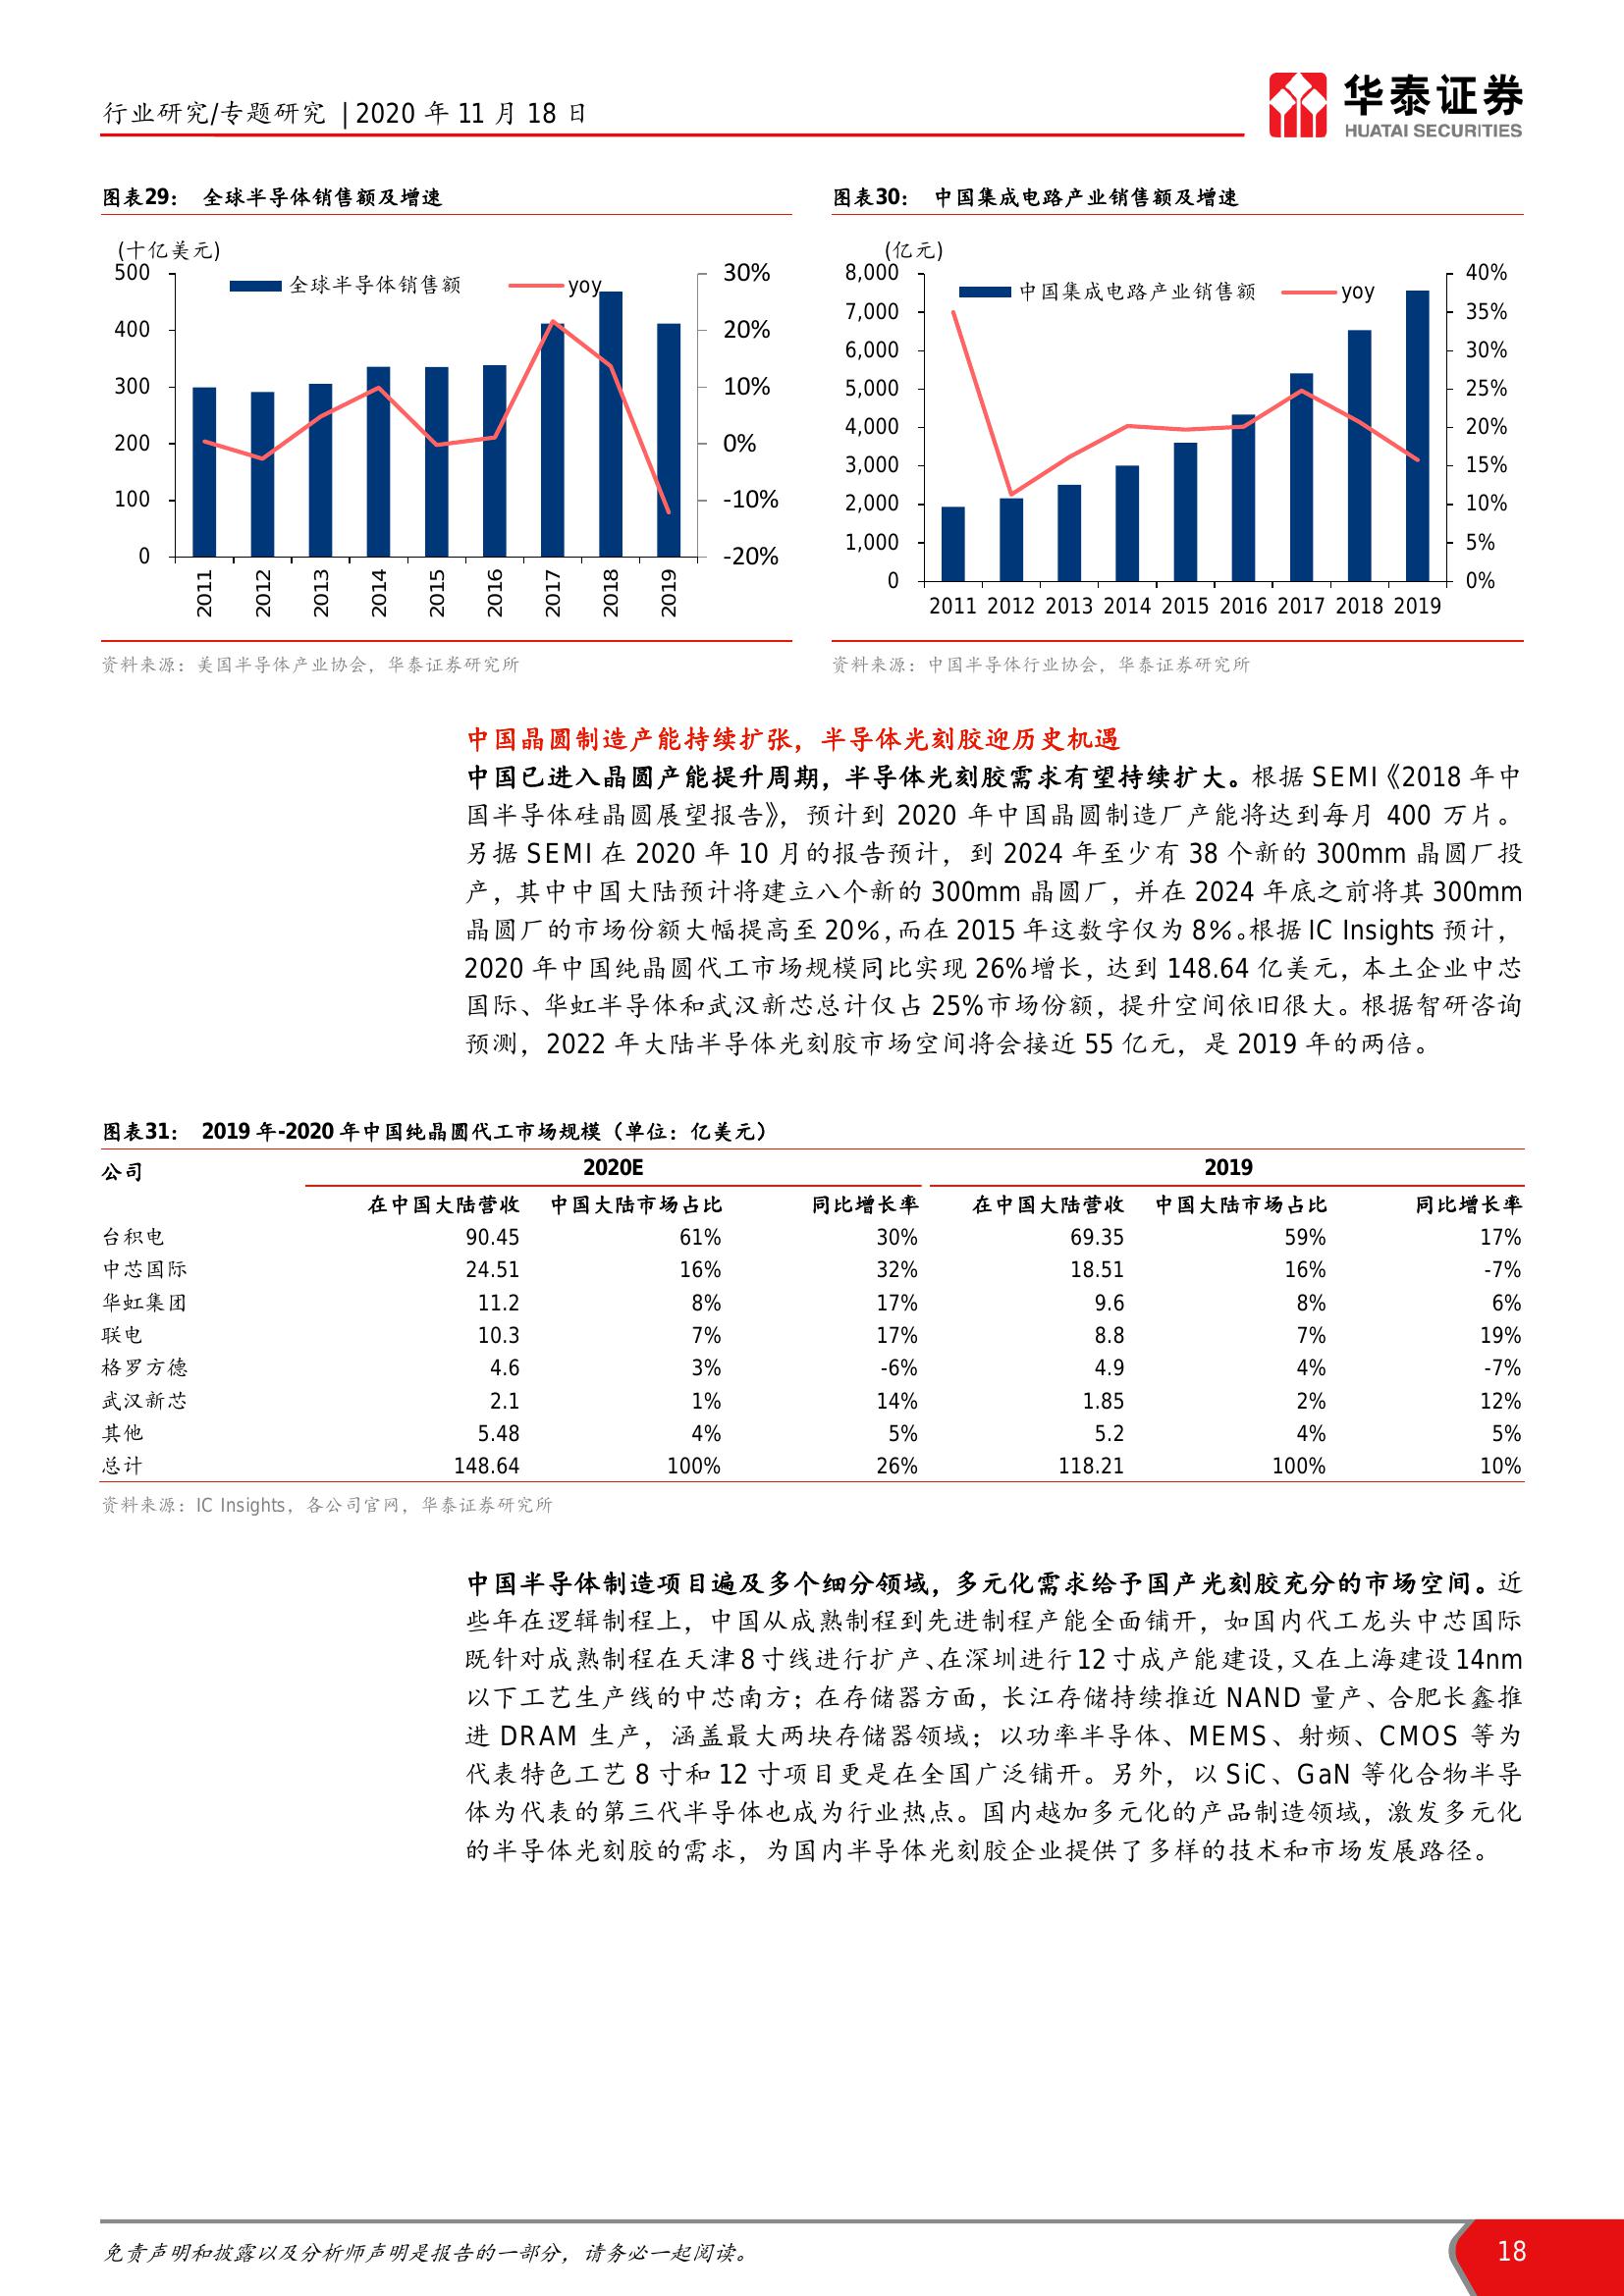 行业研究/专题研究 | 2020 年 11 月 18 日
华泰证券
HUATAI SECURITIES
图表29： 全球半导体销售额及增速
(十亿美元)
全球半导体销售额 yoy
500
400
300
200
100
0
30%
20%
10%
0%
-10%
-20%
2011 2012 2013 2014 2015 2016 2017 2018 2019
资料来源：美国半导体产业协会，华泰证券研究所
图表30： 中国集成电路产业销售额及增速
(亿元)
中国集成电路产业销售额 yoy
8,000
7,000
6,000
5,000
4,000
3,000
2,000
1,000
0
40%
35%
30%
25%
20%
15%
10%
5%
0%
2011 2012 2013 2014 2015 2016 2017 2018 2019
资料来源：中国半导体行业协会，华泰证券研究所
中国晶圆制造产能持续扩张，半导体光刻胶迎历史机遇
中国已进入晶圆产能提升周期，半导体光刻胶需求有望持续扩大。根据 SEMI《2018 年中
国半导体硅晶圆展望报告》，预计到 2020 年中国晶圆制造厂产能将达到每月 400 万片。
另据 SEMI 在 2020 年 10 月的报告预计，到 2024 年至少有 38 个新的 300mm 晶圆厂投
产，其中中国大陆预计将建立八个新的 300mm 晶圆厂，并在 2024 年底之前将其 300mm
晶圆厂的市场份额大幅提高至 20%，而在 2015 年这数字仅为 8%。根据 IC Insights 预计，
2020 年中国纯晶圆代工市场规模同比实现 26%增长，达到 148.64 亿美元，本土企业中芯
国际、华虹半导体和武汉新芯总计仅占 25%市场份额，提升空间依旧很大。根据智研咨询
预测，2022 年大陆半导体光刻胶市场空间将会接近 55 亿元，是 2019 年的两倍。
图表31： 2019 年-2020 年中国纯晶圆代工市场规模（单位：亿美元）
公司 2020E 2019
在中国大陆营收 中国大陆市场占比 同比增长率 在中国大陆营收 中国大陆市场占比 同比增长率
台积电 90.45 61% 30% 69.35 59% 17%
中芯国际 24.51 16% 32% 18.51 16% -7%
华虹集团 11.2 8% 17% 9.6 8% 6%
联电 10.3 7% 17% 8.8 7% 19%
格罗方德 4.6 3% -6% 4.9 4% -7%
武汉新芯 2.1 1% 14% 1.85 2% 12%
其他 5.48 4% 5% 5.2 4% 5%
总计 148.64 100% 26% 118.21 100% 10%
资料来源：IC Insights，各公司官网，华泰证券研究所
中国半导体制造项目遍及多个细分领域，多元化需求给予国产光刻胶充分的市场空间。近
些年在逻辑制程上，中国从成熟制程到先进制程产能全面铺开，如国内代工龙头中芯国际
既针对成熟制程在天津 8 寸线进行扩产、在深圳进行 12 寸成产能建设，又在上海建设 14nm
以下工艺生产线的中芯南方；在存储器方面，长江存储持续推近 NAND 量产、合肥长鑫推
进 DRAM 生产，涵盖最大两块存储器领域；以功率半导体、MEMS、射频、CMOS 等为
代表特色工艺 8 寸和 12 寸项目更是在全国广泛铺开。另外，以 SiC、GaN 等化合物半导
体为代表的第三代半导体也成为行业热点。国内越加多元化的产品制造领域，激发多元化
的半导体光刻胶的需求，为国内半导体光刻胶企业提供了多样的技术和市场发展路径。
免责声明和披露以及分析师声明是报告的一部分，请务必一起阅读。
18